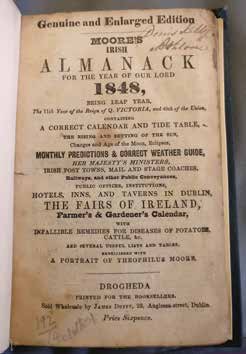 Genuine and Enlarged Edition
MOORE'S
IRISH
ALMANACK
FOR THE YEAR OF OUR LORD
1848,
BEING LEAP YEAR,
The 11th Year of the Reign of Q. VICTORIA, and 48th of the Union,
CONTAINING
A CORRECT CALENDAR AND TIDE TABLE,
THE RISING AND SETTING OF THE SUN,
Changes and Age of the Moon, Eclipses,
MONTHLY PREDICTIONS & CORRECT WEATHER GUIDE,
HER MAJESTY'S MINISTERS,
IRISH POST TOWNS, MAIL AND STAGE COACHES,
Railways, and other Public Conveyances,
PUBLIC OFFICES, INSTITUTIONS,
HOTELS, INNS, AND TAVERNS IN DUBLIN,
THE FAIRS OF IRELAND,
Farmer's & Gardener's Calendar,
WITH
INFALLIBLE REMEDIES FOR DISEASES OF POTATOES,
CATTLE, &c,
AND SEVERAL USEFUL LISTS AND TABLES,
EMBELLISHED WITH
A PORTRAIT OF THEOPHILUS MOORE.
DROGHEDA
PRINTED FOR THE BOOKSELLERS.
Sold Wholesale by James Duffy, 23, Anglesea-street, Dublin.
Price Sixpence.